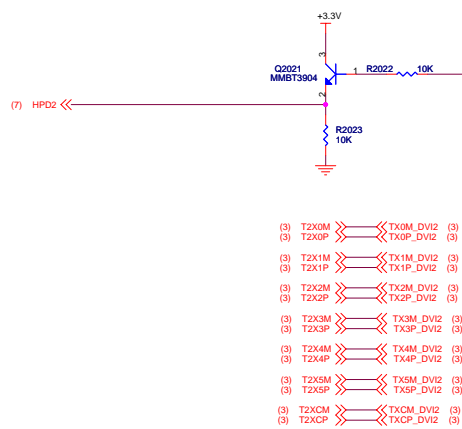 +3.3V
3
Q2021
MMBT3904
1
R2022
10K
2
(7) HPD2
R2023
10K
(3) T2X0M TX0M_DVI2 (3)
(3) T2X0P TX0P_DVI2 (3)
(3) T2X1M TX1M_DVI2 (3)
(3) T2X1P TX1P_DVI2 (3)
(3) T2X2M TX2M_DVI2 (3)
(3) T2X2P TX2P_DVI2 (3)
(3) T2X3M TX3M_DVI2 (3)
(3) T2X3P TX3P_DVI2 (3)
(3) T2X4M TX4M_DVI2 (3)
(3) T2X4P TX4P_DVI2 (3)
(3) T2X5M TX5M_DVI2 (3)
(3) T2X5P TX5P_DVI2 (3)
(3) T2XCM TXCM_DVI2 (3)
(3) T2XCP TXCP_DVI2 (3)